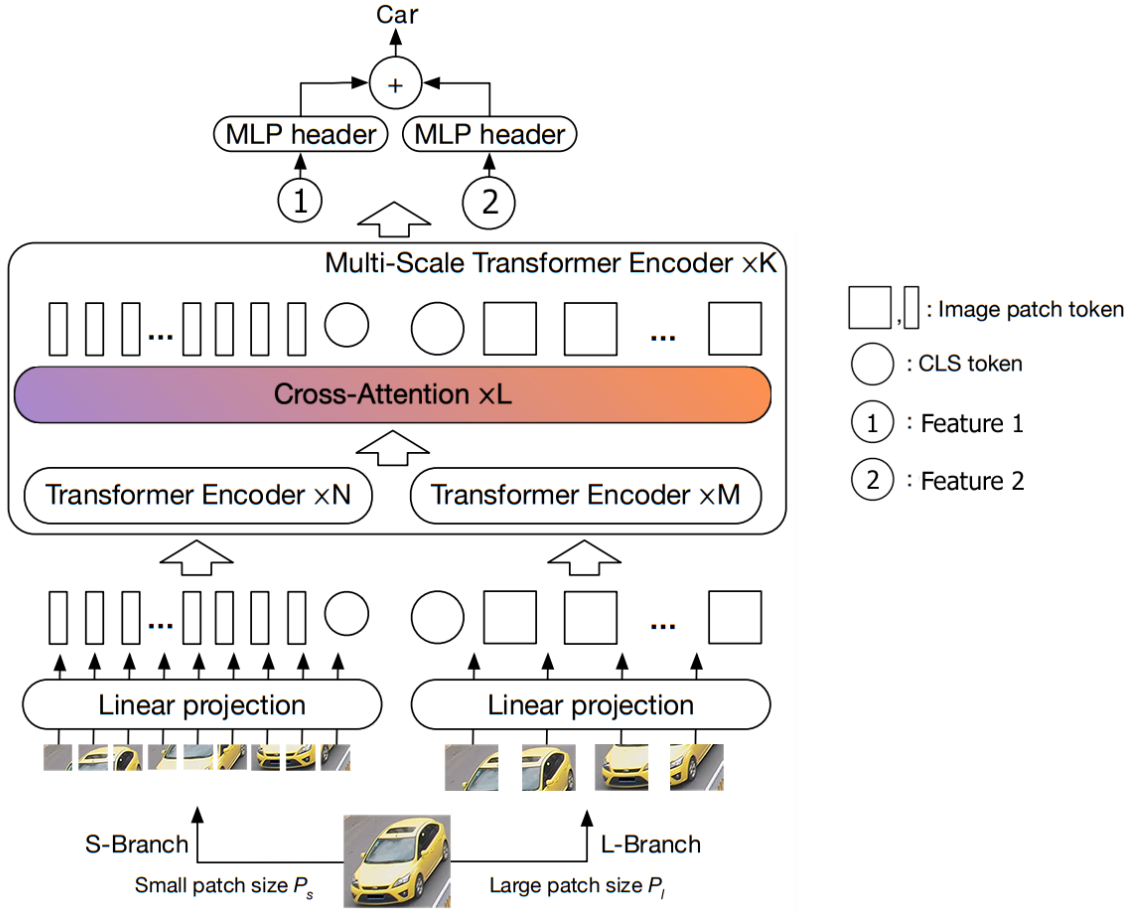 Car
+
MLP header
MLP header
1
2
Multi-Scale Transformer Encoder ×K
...
...
Cross-Attention ×L
Transformer Encoder ×N
Transformer Encoder ×M
...
...
Linear projection
Linear projection
S-Branch
L-Branch
Small patch size Ps
Large patch size Pl
, : Image patch token
: CLS token
1 : Feature 1
2 : Feature 2